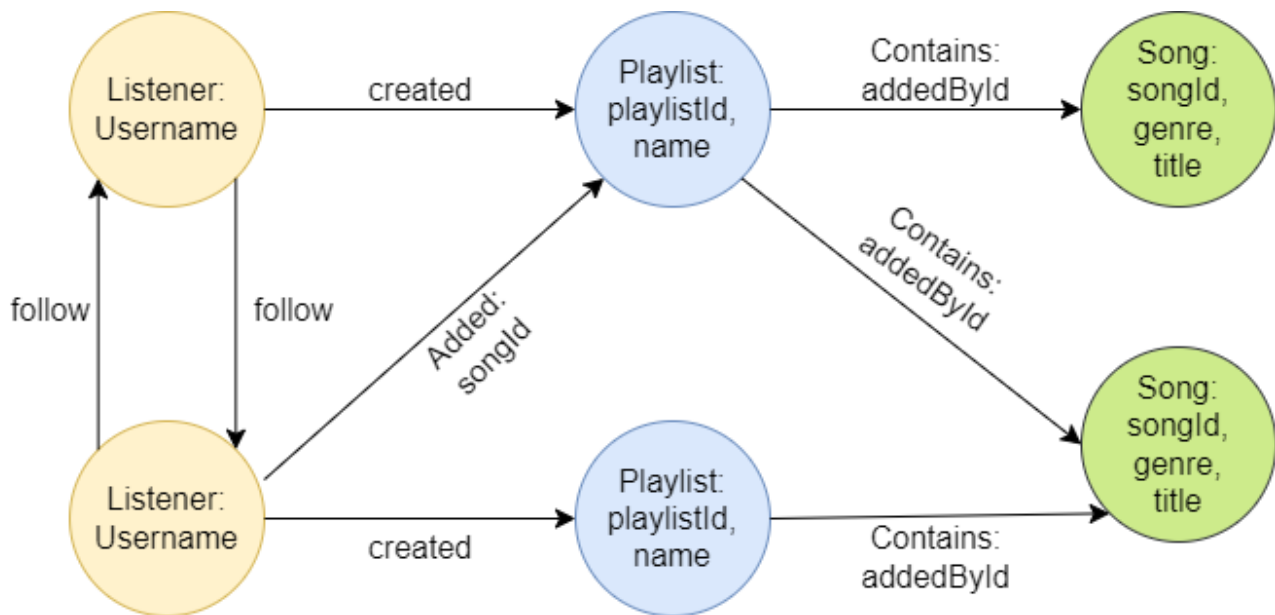 Listener:
Username
created
Playlist:
playlistId,
name
Contains:
addedById
Song:
songId,
genre,
title
follow
follow
Added:
songId
Contains:
addedById
Listener:
Username
created
Playlist:
playlistId,
name
Contains:
addedById
Song:
songId,
genre,
title